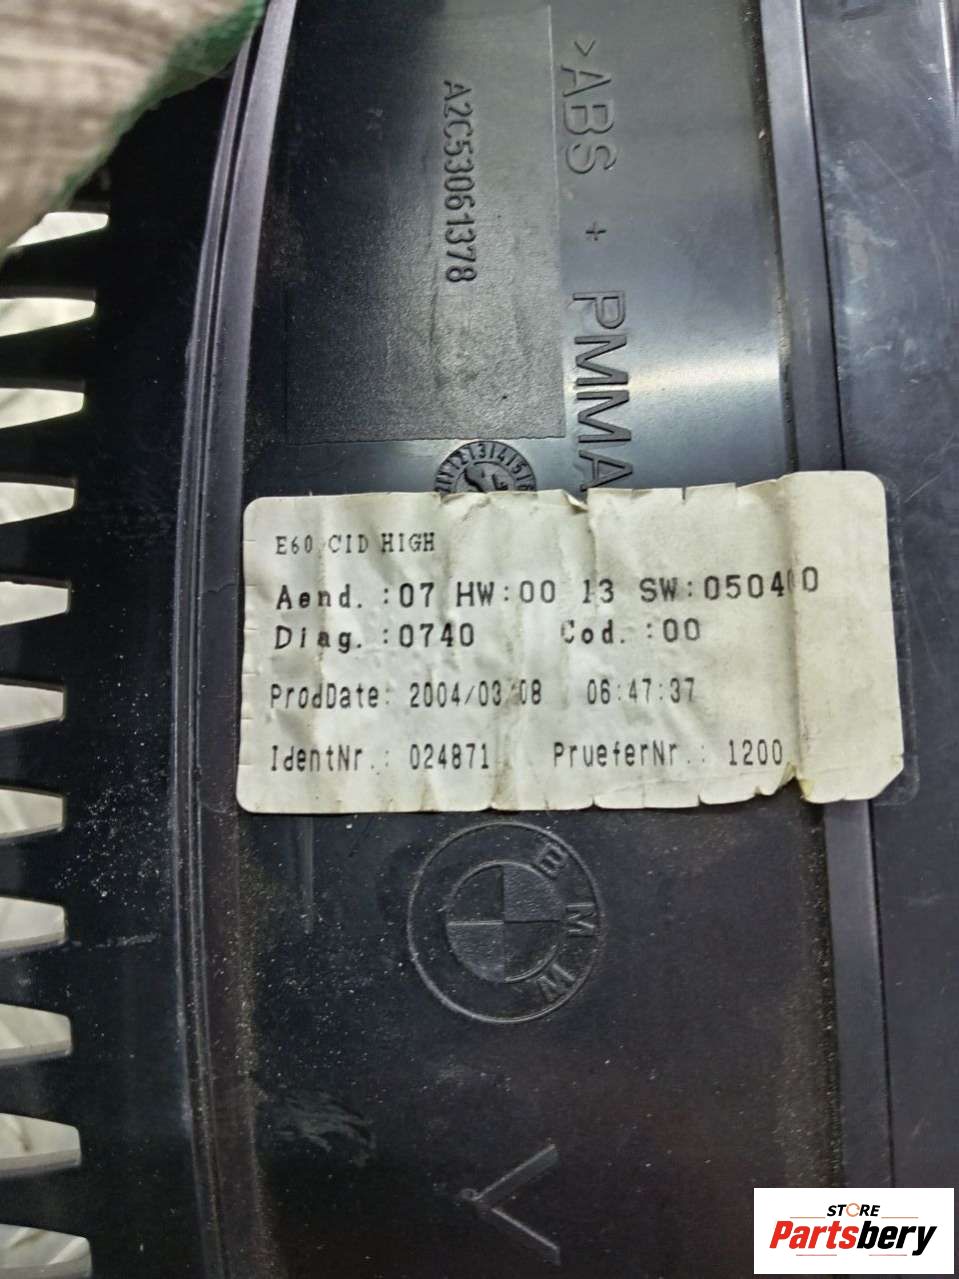 >ABS + PMMA
A2C53061378
E60 CID HIGH
Aend.:07 HW:00 13 SW:050400
Diag.:0740 Cod.:00
ProdDate: 2004/03/08 06:47:37
IdentNr.: 024871 PrueferNr.: 1200
BMW
STORE
Partsbery